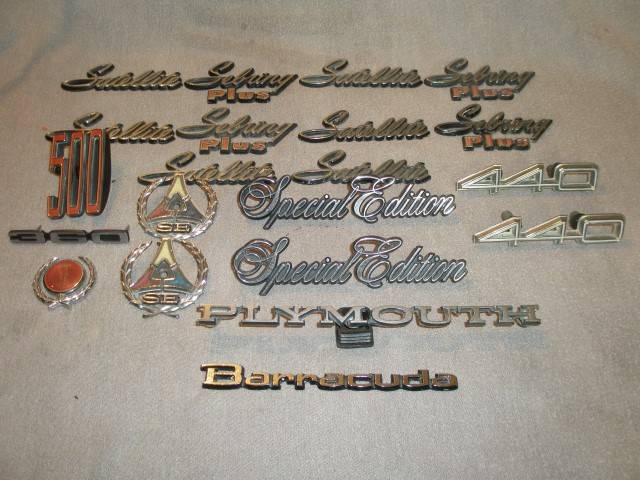 Satellite Sebring Satellite Sebring
Plus Plus
Satellite Sebring Satellite Sebring
Plus Plus
500 Satellite Satellite 440
SE Special Edition
360 440
SE Special Edition
PLYMOUTH
Barracuda